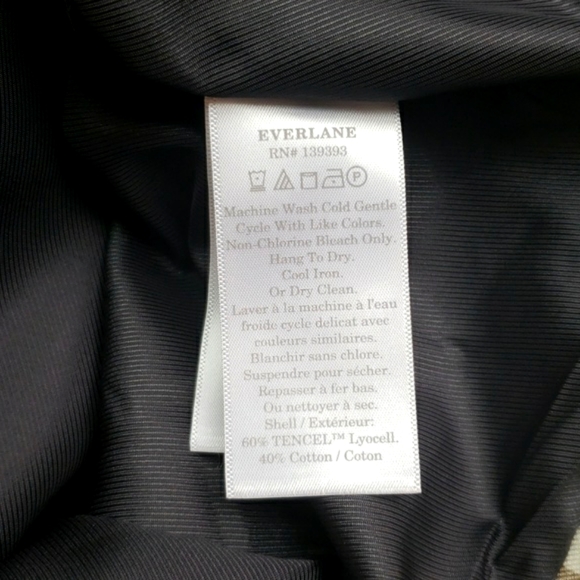 EVERLANE
RN# 139393
P
Machine Wash Cold Gentle
Cycle With Like Colors.
Non-Chlorine Bleach Only.
Hang To Dry.
Cool Iron.
Or Dry Clean.
Laver à la machine à l'eau
froide cycle delicat avec
couleurs similaires.
Blanchir sans chlore.
Suspendre pour sécher.
Repasser à fer bas.
Ou nettoyer à sec.
Shell / Extérieur:
60% TENCEL™ Lyocell.
40% Cotton / Coton